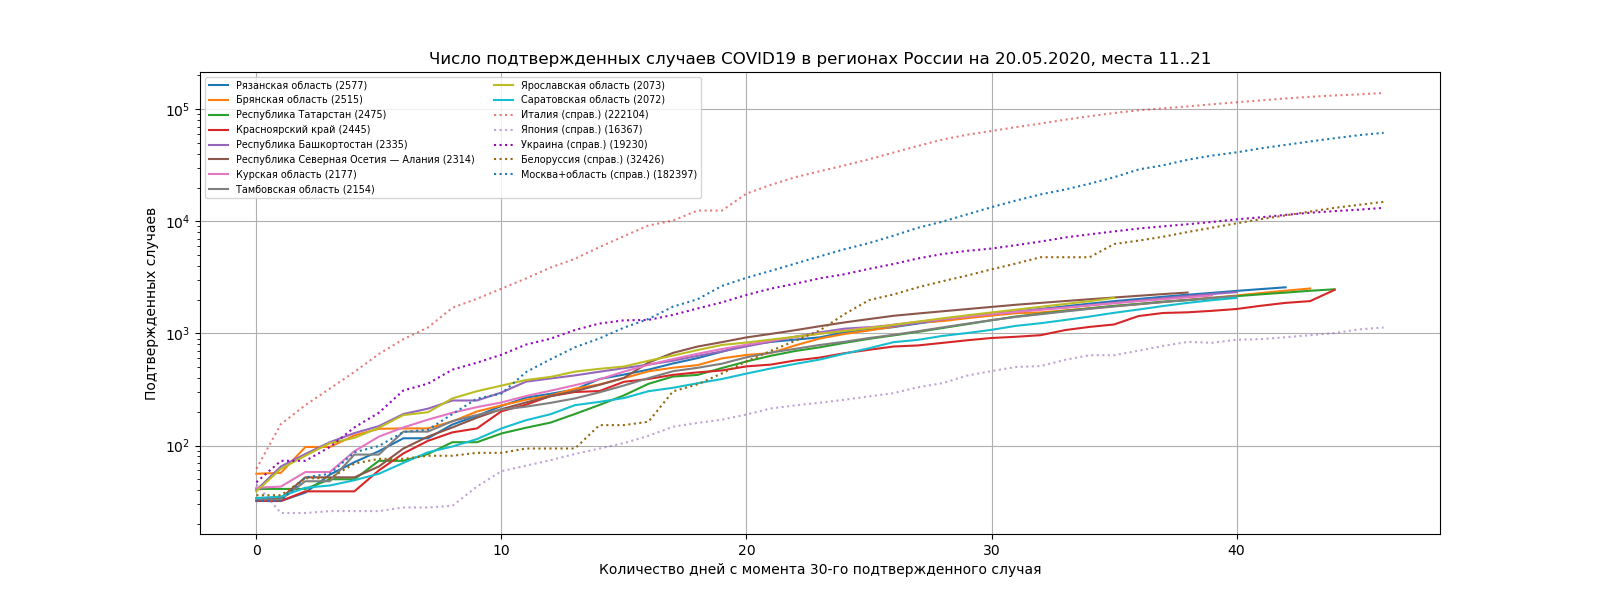 Число подтвержденных случаев COVID19 в регионах России на 20.05.2020, места 11..21
Рязанская область (2577)
Брянская область (2515)
Республика Татарстан (2475)
Красноярский край (2445)
Республика Башкортостан (2335)
Республика Северная Осетия — Алания (2314)
Курская область (2177)
Тамбовская область (2154)
Ярославская область (2073)
Саратовская область (2072)
Италия (справ.) (222104)
Япония (справ.) (16367)
Украина (справ.) (19230)
Белоруссия (справ.) (32426)
Москва+область (справ.) (182397)
Подтвержденных случаев
10⁵
10⁴
10³
10²
0 10 20 30 40
Количество дней с момента 30-го подтвержденного случая